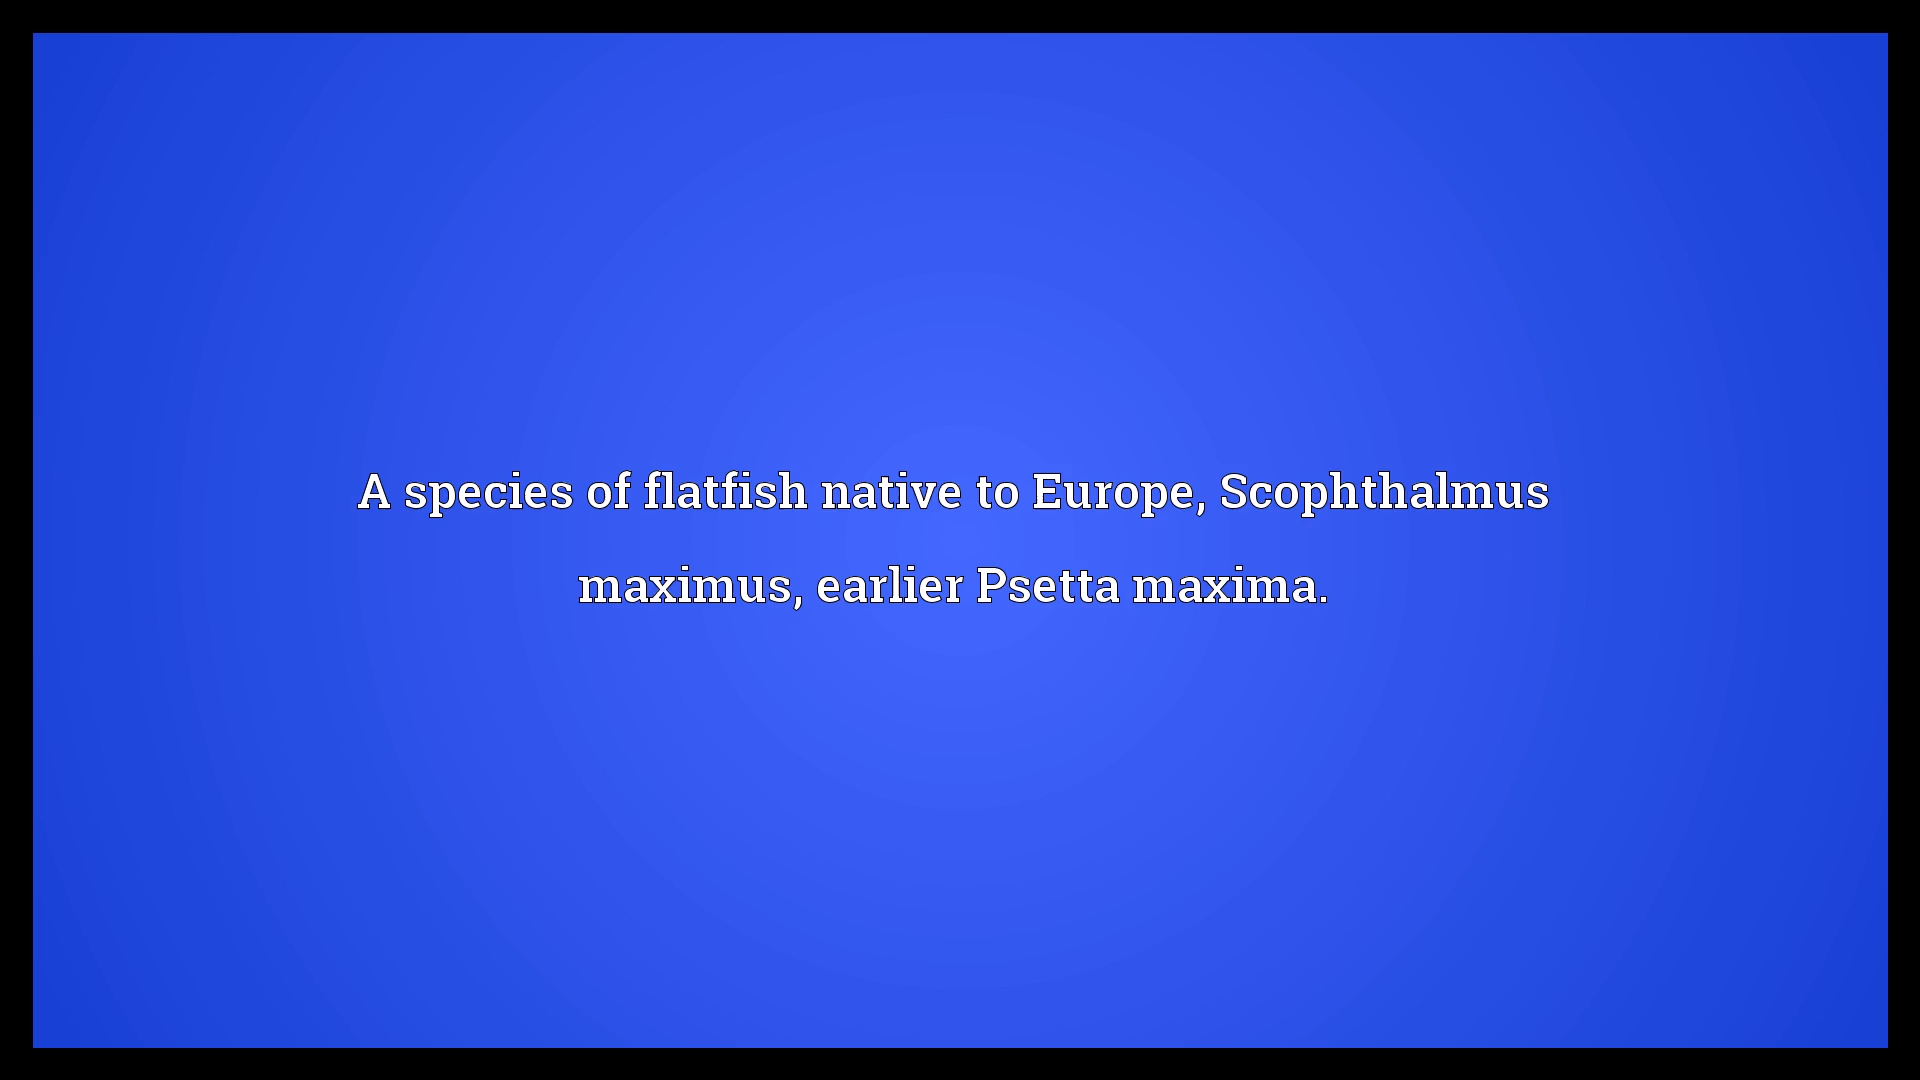 A species of flatfish native to Europe, Scophthalmus
maximus, earlier Psetta maxima.